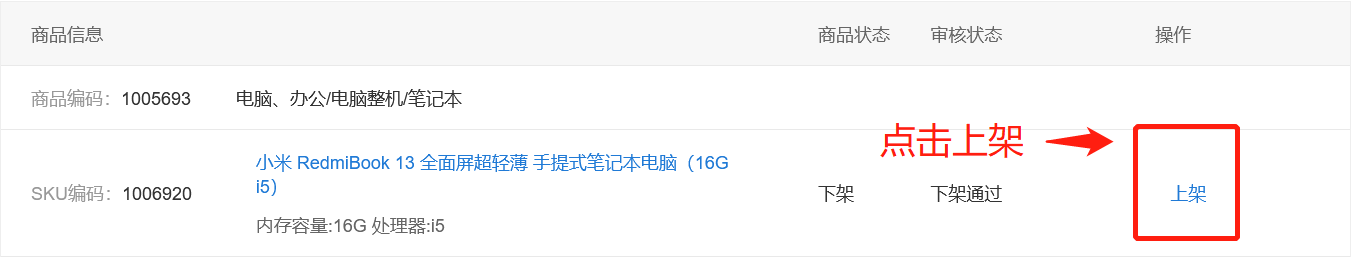 商品信息 商品状态 审核状态 操作
商品编码：1005693 电脑、办公/电脑整机/笔记本
点击上架
小米 RedmiBook 13 全面屏超轻薄 手提式笔记本电脑（16G
i5）
SKU编码：1006920 下架 下架通过 上架
内存容量:16G 处理器:i5